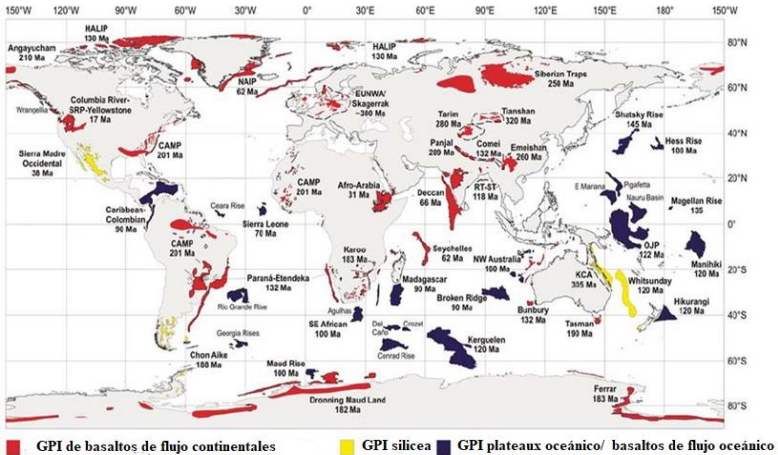 150°W 120°W 90°W 60°W 30°W 0° 30°E 60°E 90°E 120°E 150°E 180°E 150°W
HALIP
130 Ma
Angayucham
210 Ma
HALIP
130 Ma
80°N
NAIP
62 Ma
Siberian Traps
250 Ma
60°N
Wrangellia
Columbia River-
SRP-Yellowstone
17 Ma
EUNWA/
Skagerrak
~300 Ma
Tarim
280 Ma
Tianshan
320 Ma
Shatsky Rise
145 Ma
Hess Rise
100 Ma
40°N
CAMP
201 Ma
Sierra Madre
Occidental
38 Ma
Panjal
289 Ma
Comei
132 Ma
Emeishan
260 Ma
CAMP
201 Ma
Afro-Arabia
31 Ma
Deccan
66 Ma
RT-ST
118 Ma
E Mariana
Pigafetta
Nauru Basin
20°N
Magellan Rise
135
Caribbean-
Colombian
90 Ma
Ceara Rise
Sierra Leone
70 Ma
0°
CAMP
201 Ma
Karoo
183 Ma
Seychelles
62 Ma
NW Australia
160 Ma
OJP
122 Ma
Manihiki
120 Ma
20°S
Paraná-Etendeka
132 Ma
Madagascar
90 Ma
Broken Ridge
90 Ma
KCA
335 Ma
Whitsunday
120 Ma
Rio Grande Rive
Agulhas
SE African
100 Ma
Bunbury
132 Ma
Hikurangi
120 Ma
40°S
Georgia Rises
Del
Caño
Crozet
Conrad Rise
Kerguelen
120 Ma
Tasman
190 Ma
Chon Aike
188 Ma
Maud Rise
100 Ma
60°S
Dronning Maud Land
182 Ma
Ferrar
183 Ma
80°S
GPI de basaltos de flujo continentales GPI silicea GPI plateaux oceánico/ basaltos de flujo oceánico